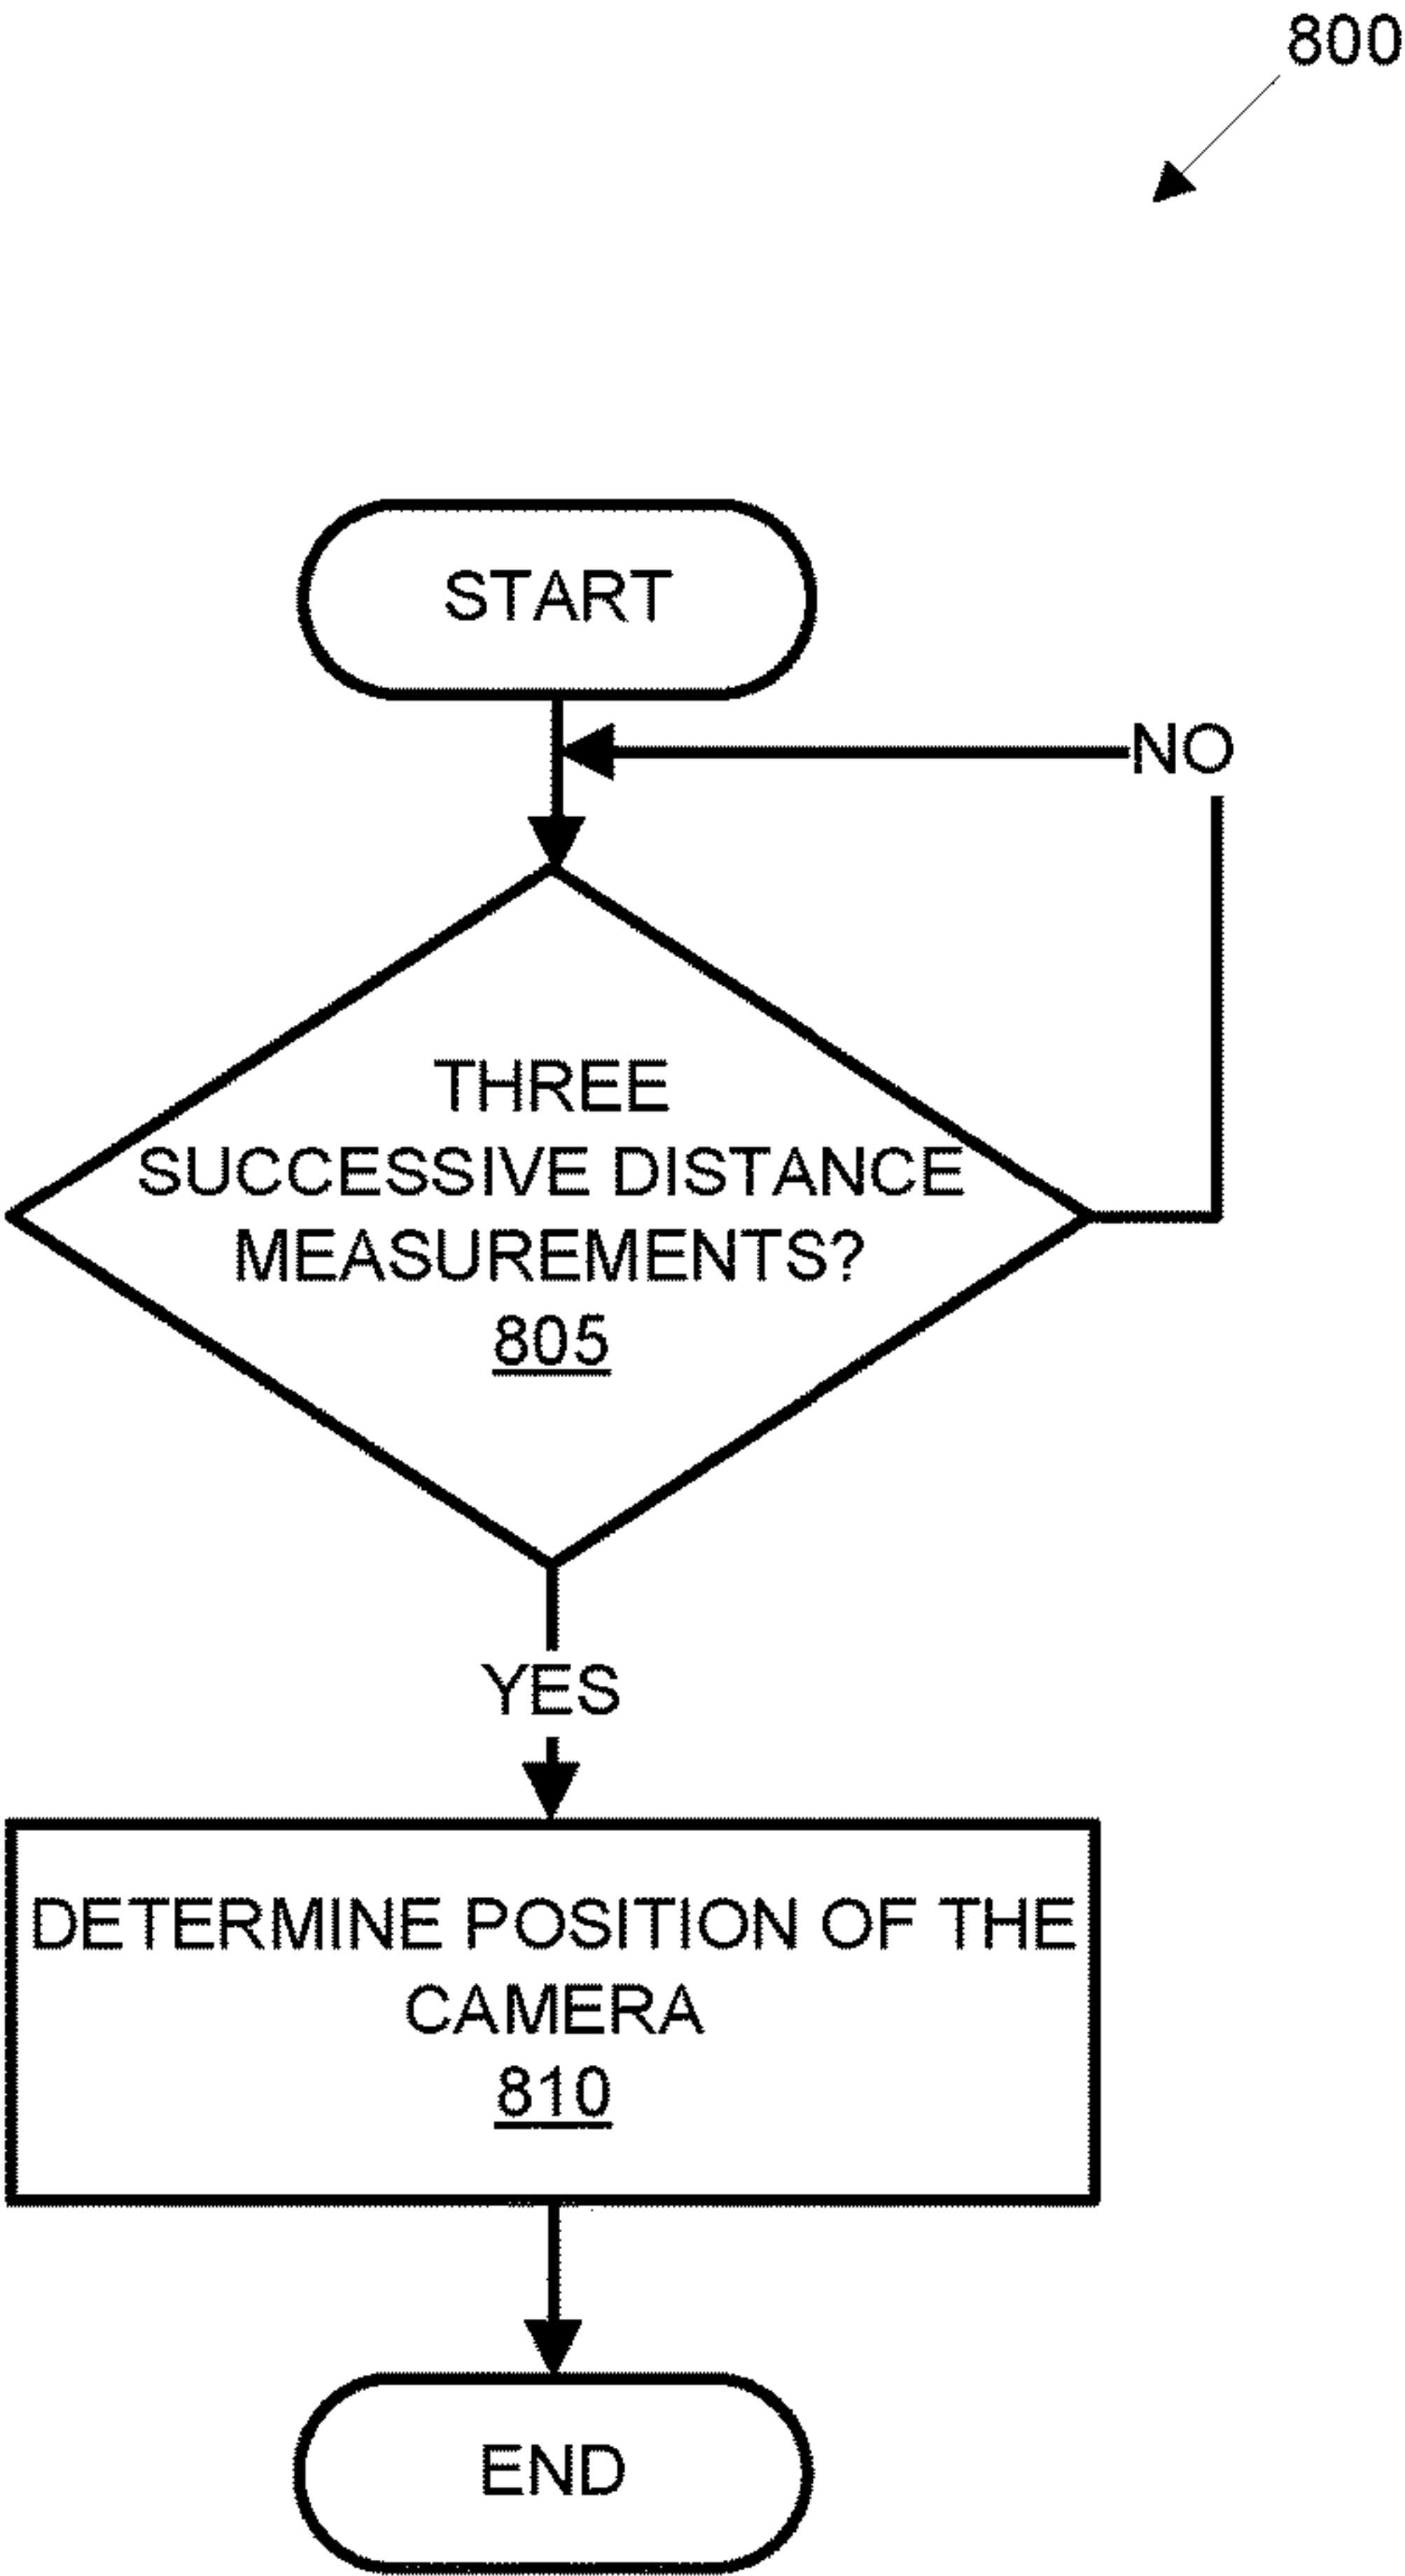 800
START
NO
THREE
SUCCESSIVE DISTANCE
MEASUREMENTS?
805
YES
DETERMINE POSITION OF THE
CAMERA
810
END